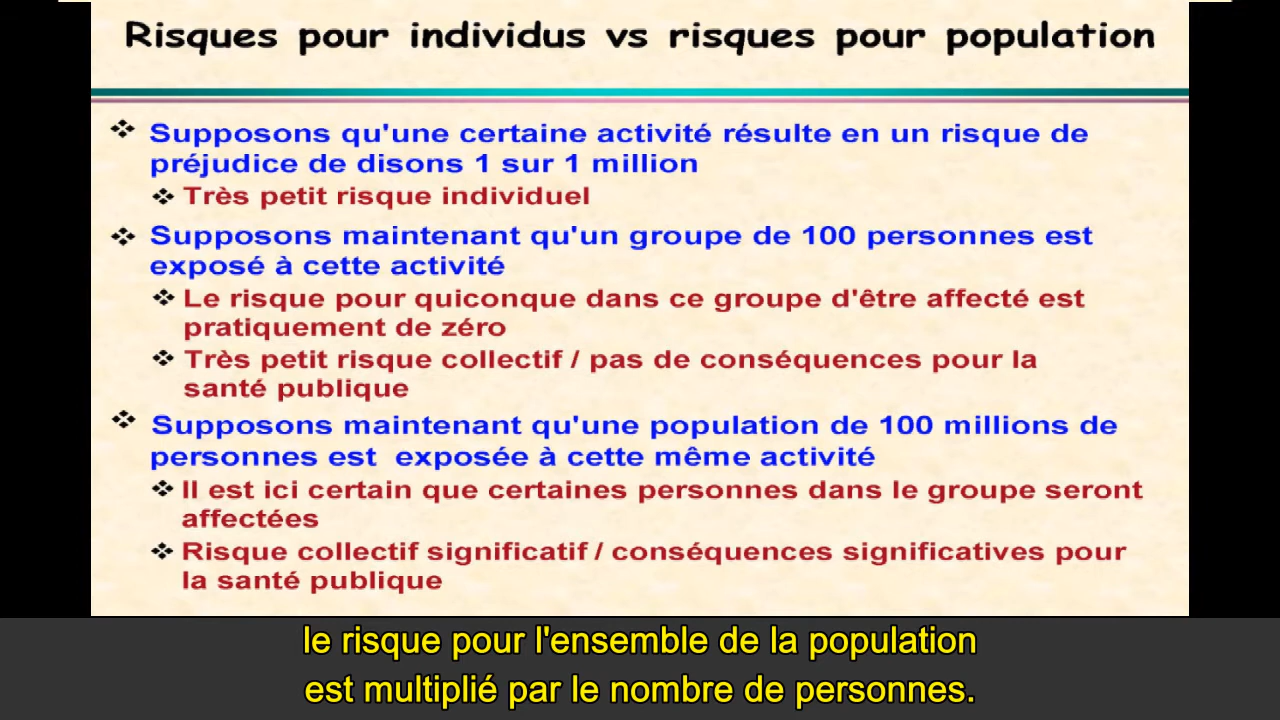 Risques pour individus vs risques pour population
Supposons qu'une certaine activité résulte en un risque de
préjudice de disons 1 sur 1 million
Très petit risque individuel
Supposons maintenant qu'un groupe de 100 personnes est
exposé à cette activité
Le risque pour quiconque dans ce groupe d'être affecté est
pratiquement de zéro
Très petit risque collectif / pas de conséquences pour la
santé publique
Supposons maintenant qu'une population de 100 millions de
personnes est exposée à cette même activité
Il est ici certain que certaines personnes dans le groupe seront
affectées
Risque collectif significatif / conséquences significatives pour
la santé publique
le risque pour l'ensemble de la population
est multiplié par le nombre de personnes.